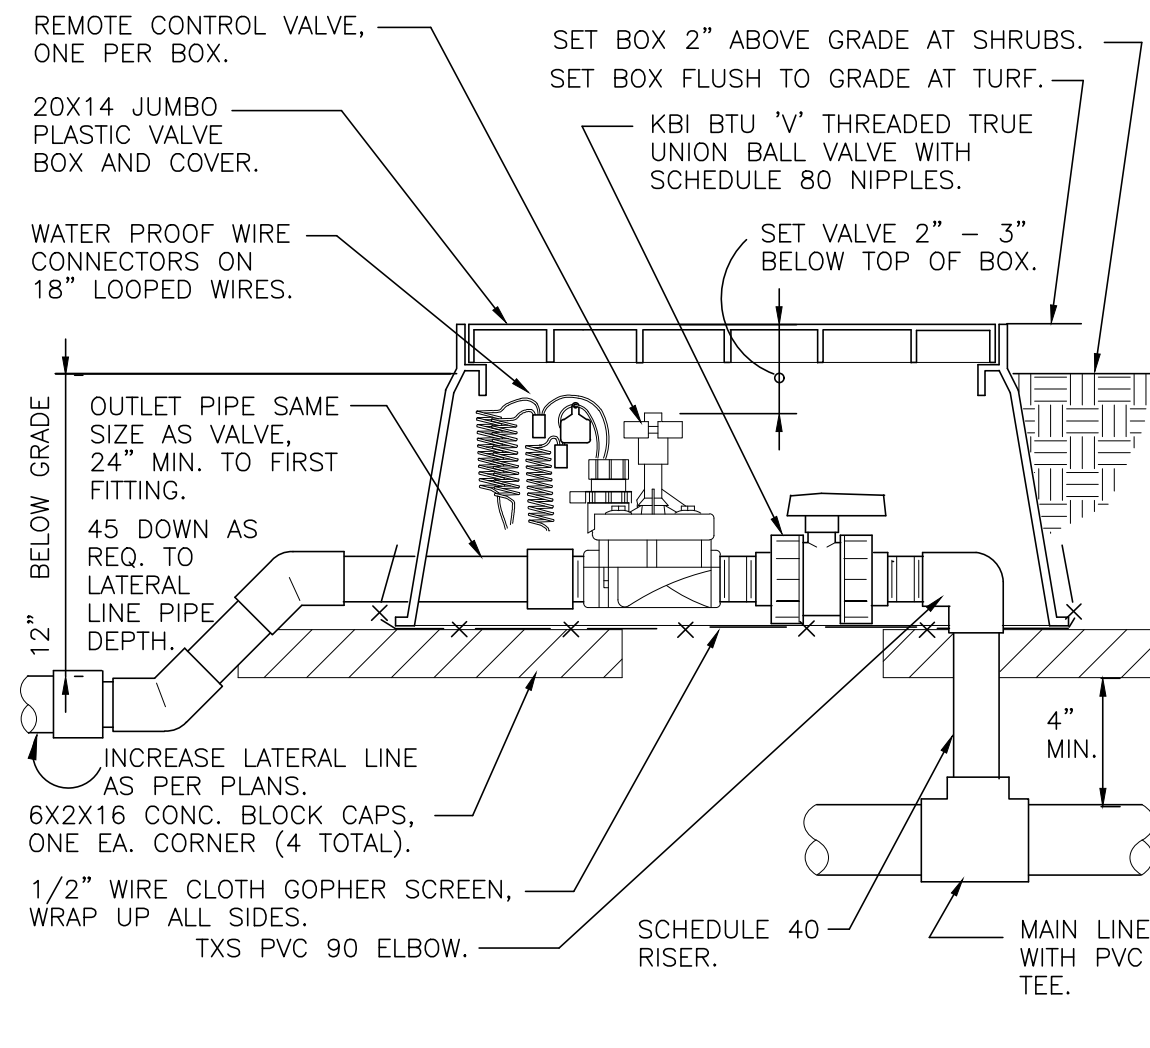 REMOTE CONTROL VALVE,
ONE PER BOX.
20X14 JUMBO
PLASTIC VALVE
BOX AND COVER.
WATER PROOF WIRE
CONNECTORS ON
18" LOOPED WIRES.
SET BOX 2" ABOVE GRADE AT SHRUBS.
SET BOX FLUSH TO GRADE AT TURF.
KBI BTU 'V' THREADED TRUE
UNION BALL VALVE WITH
SCHEDULE 80 NIPPLES.
SET VALVE 2" – 3"
BELOW TOP OF BOX.
12" BELOW GRADE
OUTLET PIPE SAME
SIZE AS VALVE,
24" MIN. TO FIRST
FITTING.
45 DOWN AS
REQ. TO
LATERAL
LINE PIPE
DEPTH.
INCREASE LATERAL LINE
AS PER PLANS.
6X2X16 CONC. BLOCK CAPS,
ONE EA. CORNER (4 TOTAL).
1/2" WIRE CLOTH GOPHER SCREEN,
WRAP UP ALL SIDES.
TXS PVC 90 ELBOW.
4"
MIN.
SCHEDULE 40
RISER.
MAIN LINE
WITH PVC
TEE.